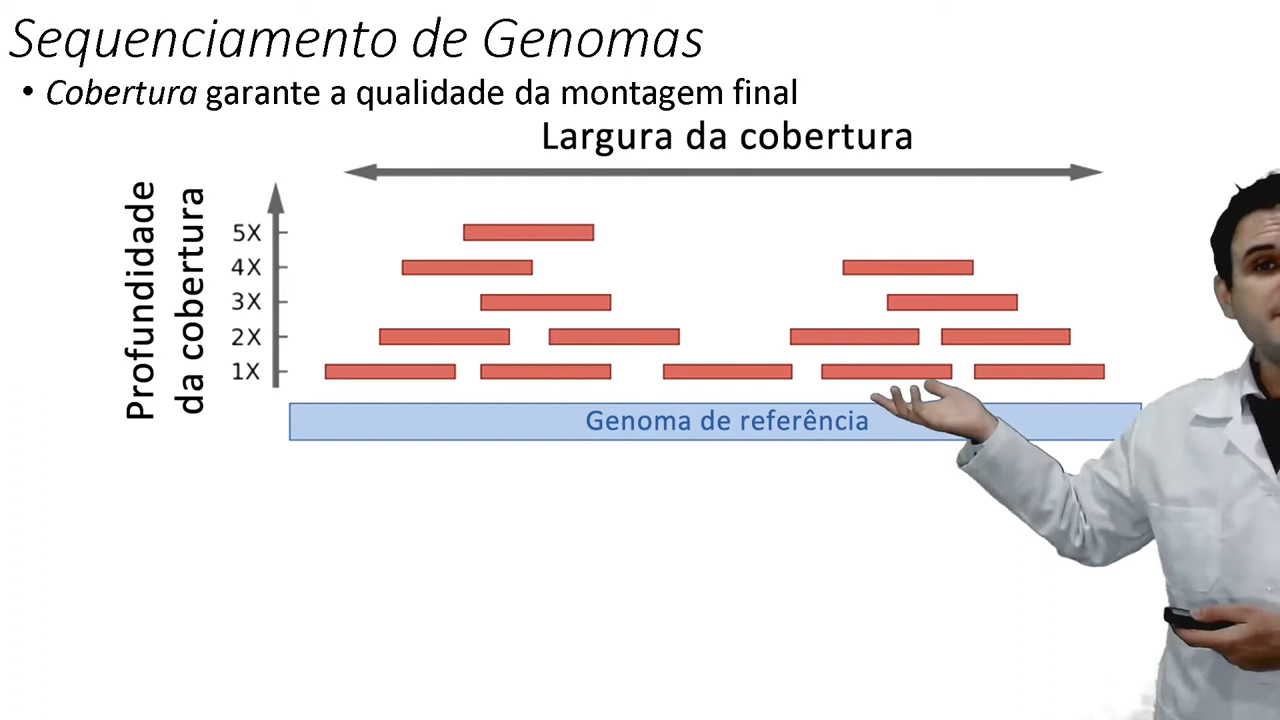 Sequenciamento de Genomas
• Cobertura garante a qualidade da montagem final
Largura da cobertura
Profundidade
da cobertura
5X
4X
3X
2X
1X
Genoma de referência